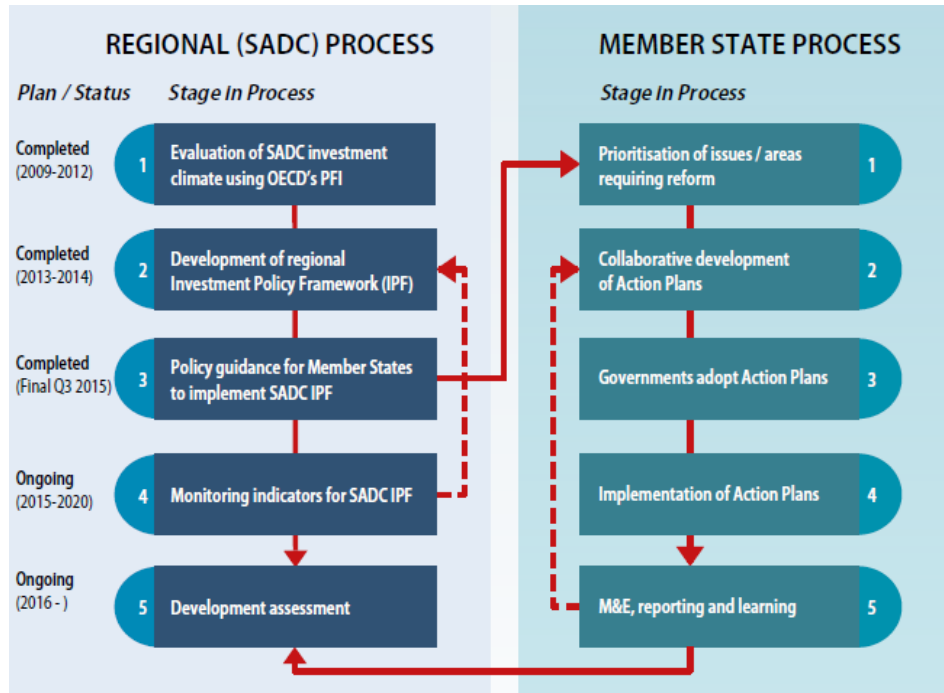 REGIONAL (SADC) PROCESS
Plan / Status
Stage in Process
Completed
(2009-2012)
1
Evaluation of SADC investment
climate using OECD's PFI
Completed
(2013-2014)
2
Development of regional
Investment Policy Framework (IPF)
Completed
(Final Q3 2015)
3
Policy guidance for Member States
to implement SADC IPF
Ongoing
(2015-2020)
4
Monitoring indicators for SADC IPF
Ongoing
(2016 - )
5
Development assessment
MEMBER STATE PROCESS
Stage in Process
Prioritisation of issues / areas
requiring reform
1
Collaborative development
of Action Plans
2
Governments adopt Action Plans
3
Implementation of Action Plans
4
M&E, reporting and learning
5